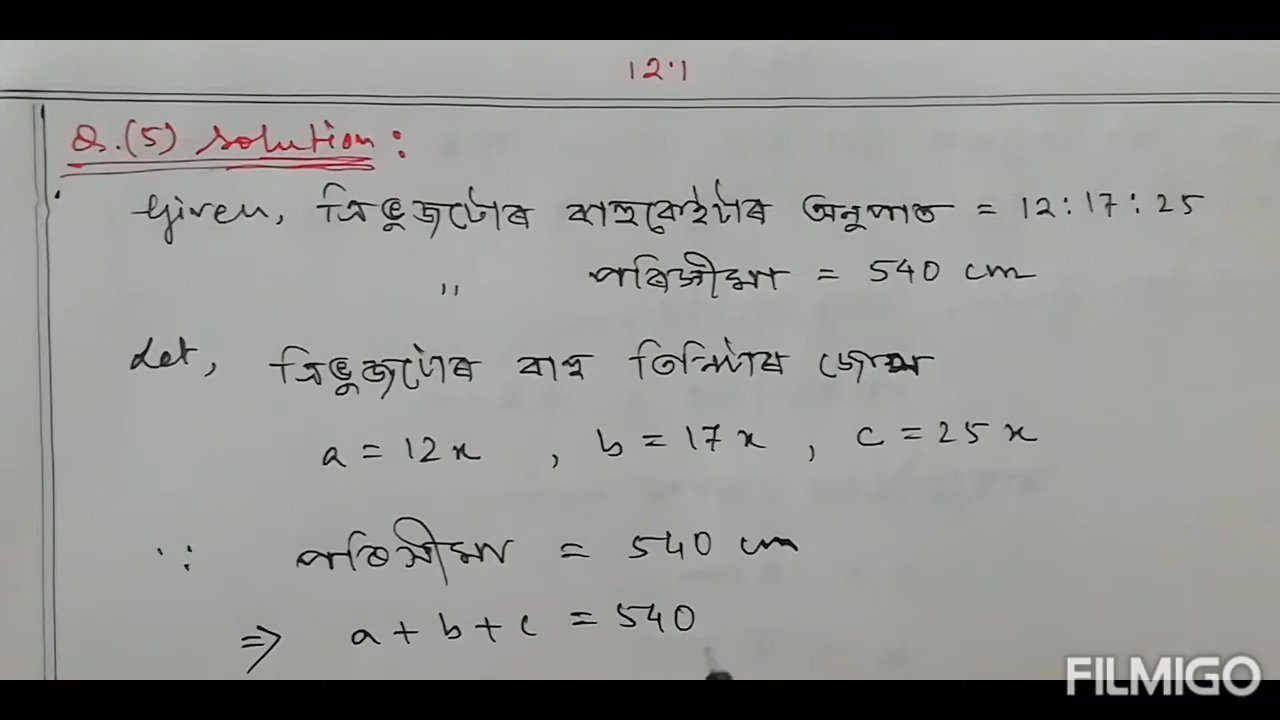 12.1
Q.(5) Solution:
Given, ত্ৰিভূজটোৰ বাহুকেইটাৰ অনুপাত = 12:17:25
,, পৰিসীমা = 540 cm
Let, ত্ৰিভূজটোৰ বাহু তিনিটাৰ জোখ
a = 12x , b = 17x , c = 25x
∵ পৰিসীমা = 540 cm
⇒ a + b + c = 540
FILMIGO